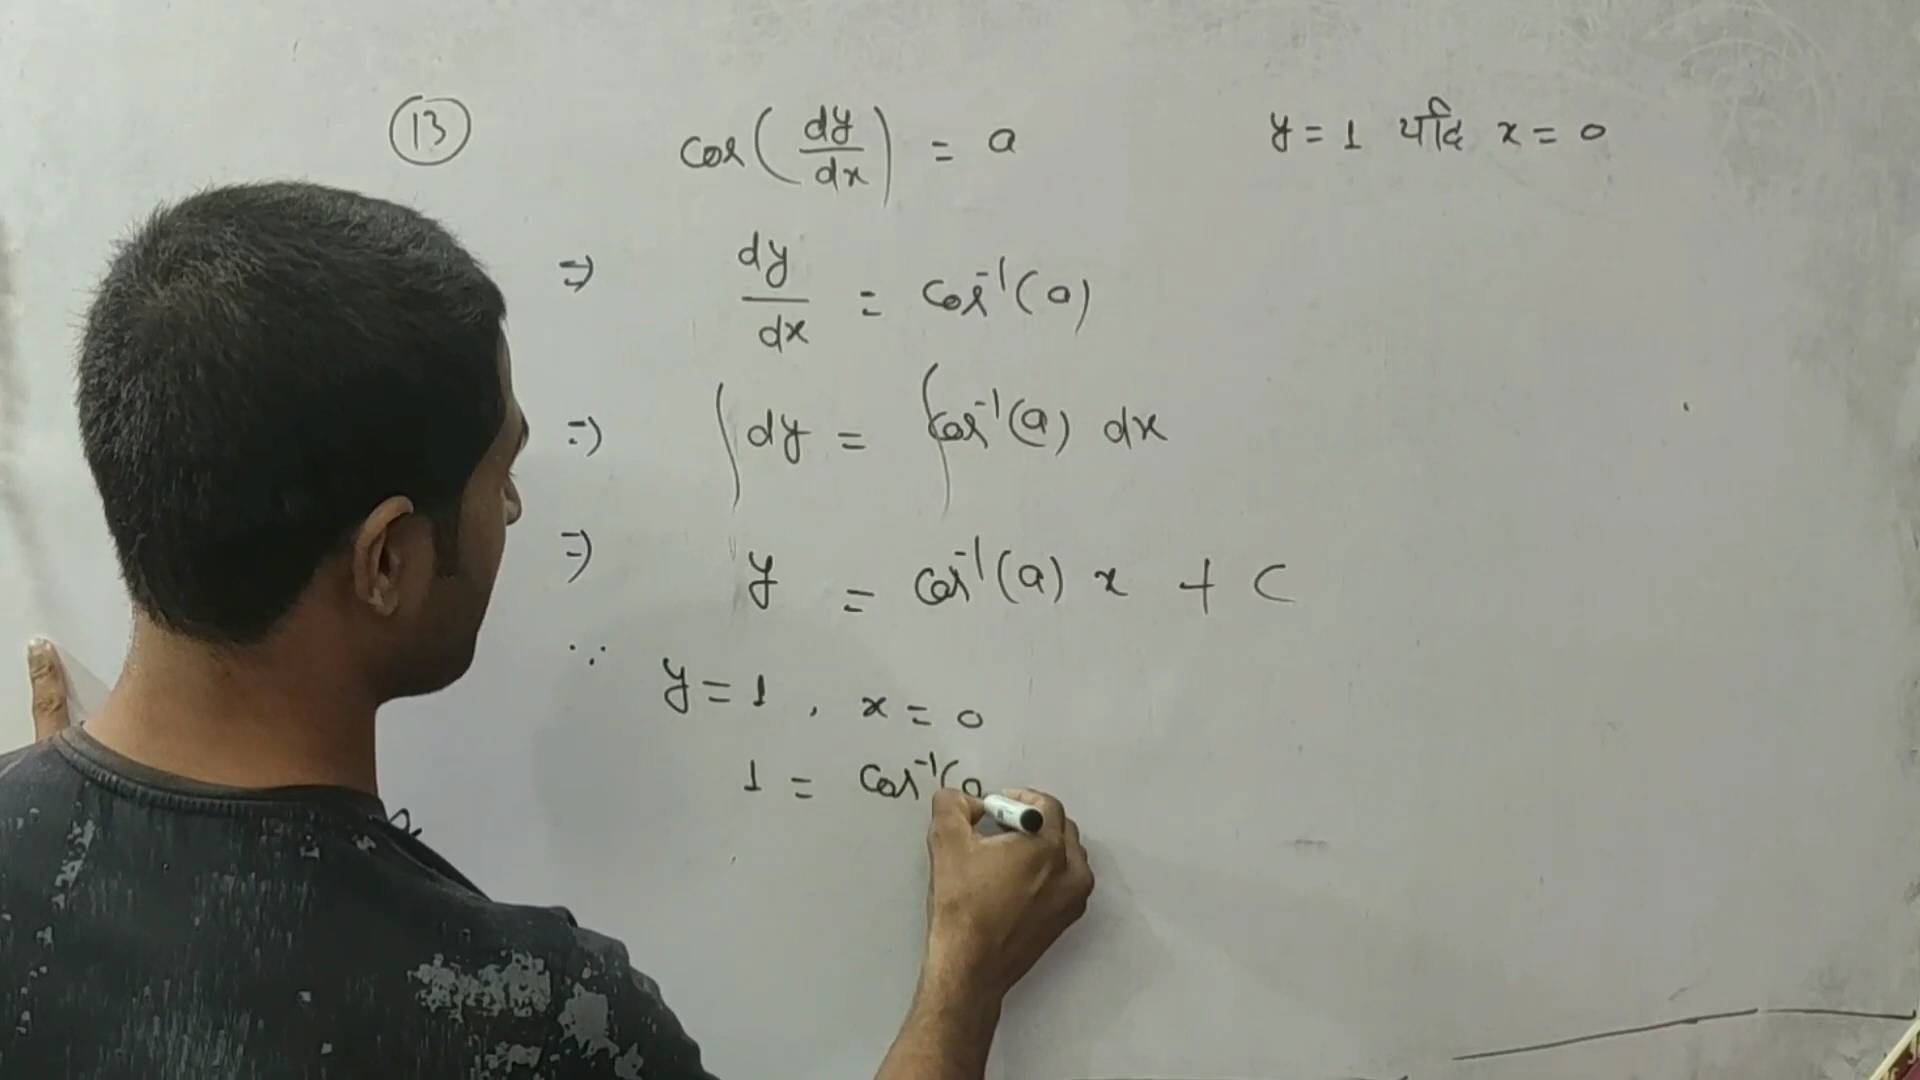 13 cos(dy/dx) = a y = 1 यदि x = 0
⇒ dy/dx = cos⁻¹(a)
⇒ ∫dy = ∫cos⁻¹(a) dx
⇒ y = cos⁻¹(a) x + C
∵ y = 1, x = 0
1 = cos⁻¹(a